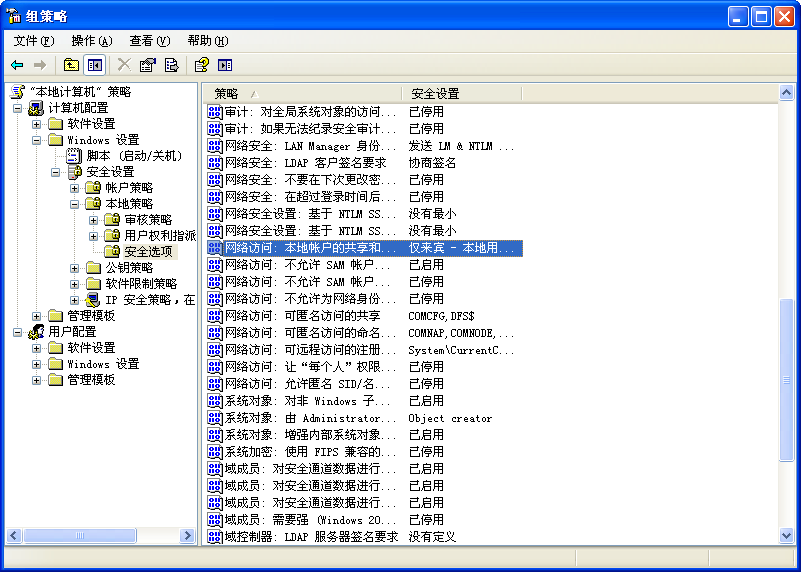 组策略
文件(F) 操作(A) 查看(V) 帮助(H)
“本地计算机” 策略
计算机配置
软件设置
Windows 设置
脚本 (启动/关机)
安全设置
帐户策略
本地策略
审核策略
用户权利指派
安全选项
公钥策略
软件限制策略
IP 安全策略，在
管理模板
用户配置
软件设置
Windows 设置
管理模板
策略 安全设置
审计: 对全局系统对象的访问... 已停用
审计: 如果无法纪录安全审计... 已停用
网络安全: LAN Manager 身份... 发送 LM & NTLM ...
网络安全: LDAP 客户签名要求 协商签名
网络安全: 不要在下次更改密... 已停用
网络安全: 在超过登录时间后... 已停用
网络安全设置: 基于 NTLM SS... 没有最小
网络安全设置: 基于 NTLM SS... 没有最小
网络访问: 本地帐户的共享和... 仅来宾 - 本地用...
网络访问: 不允许 SAM 帐户... 已启用
网络访问: 不允许 SAM 帐户... 已停用
网络访问: 不允许为网络身份... 已停用
网络访问: 可匿名访问的共享 COMCFG,DFS$
网络访问: 可匿名访问的命名... COMNAP,COMNODE,...
网络访问: 可远程访问的注册... System\CurrentC...
网络访问: 让“每个人”权限... 已停用
网络访问: 允许匿名 SID/名... 已停用
系统对象: 对非 Windows 子... 已启用
系统对象: 由 Administrator... Object creator
系统对象: 增强内部系统对象... 已启用
系统加密: 使用 FIPS 兼容的... 已停用
域成员: 对安全通道数据进行... 已启用
域成员: 对安全通道数据进行... 已启用
域成员: 对安全通道数据进行... 已启用
域成员: 需要强 (Windows 20... 已停用
域控制器: LDAP 服务器签名要求 没有定义